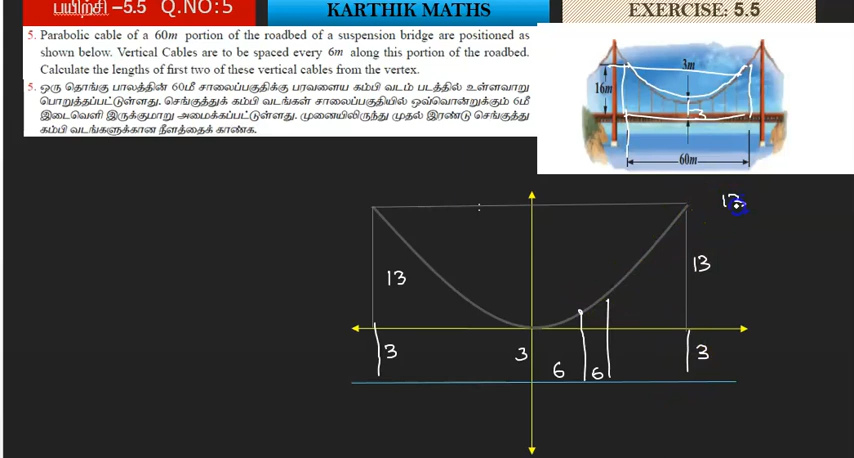 பயிற்சி –5.5 Q.NO:5
KARTHIK MATHS
EXERCISE: 5.5
5. Parabolic cable of a 60m portion of the roadbed of a suspension bridge are positioned as
shown below. Vertical Cables are to be spaced every 6m along this portion of the roadbed.
Calculate the lengths of first two of these vertical cables from the vertex.
5. ஒரு தொங்கு பாலத்தின் 60மீ சாலைப்பகுதிக்கு பரவளைய கம்பி வடம் படத்தில் உள்ளவாறு
பொறுத்தப்பட்டுள்ளது. செங்குத்துக் கம்பி வடங்கள் சாலைப்பகுதியில் ஒவ்வொன்றுக்கும் 6மீ
இடைவெளி இருக்குமாறு அமைக்கப்பட்டுள்ளது. முனையிலிருந்து முதல் இரண்டு செங்குத்து
கம்பி வடங்களுக்கான நீளத்தைக் காண்க.
3m
16m
3
60m
13
13
13
3
3
3
6
6